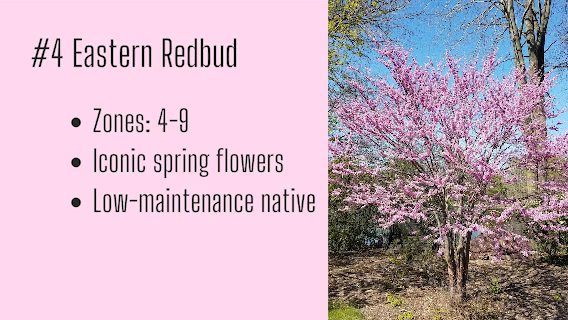 #4 Eastern Redbud
• Zones: 4-9
• Iconic spring flowers
• Low-maintenance native